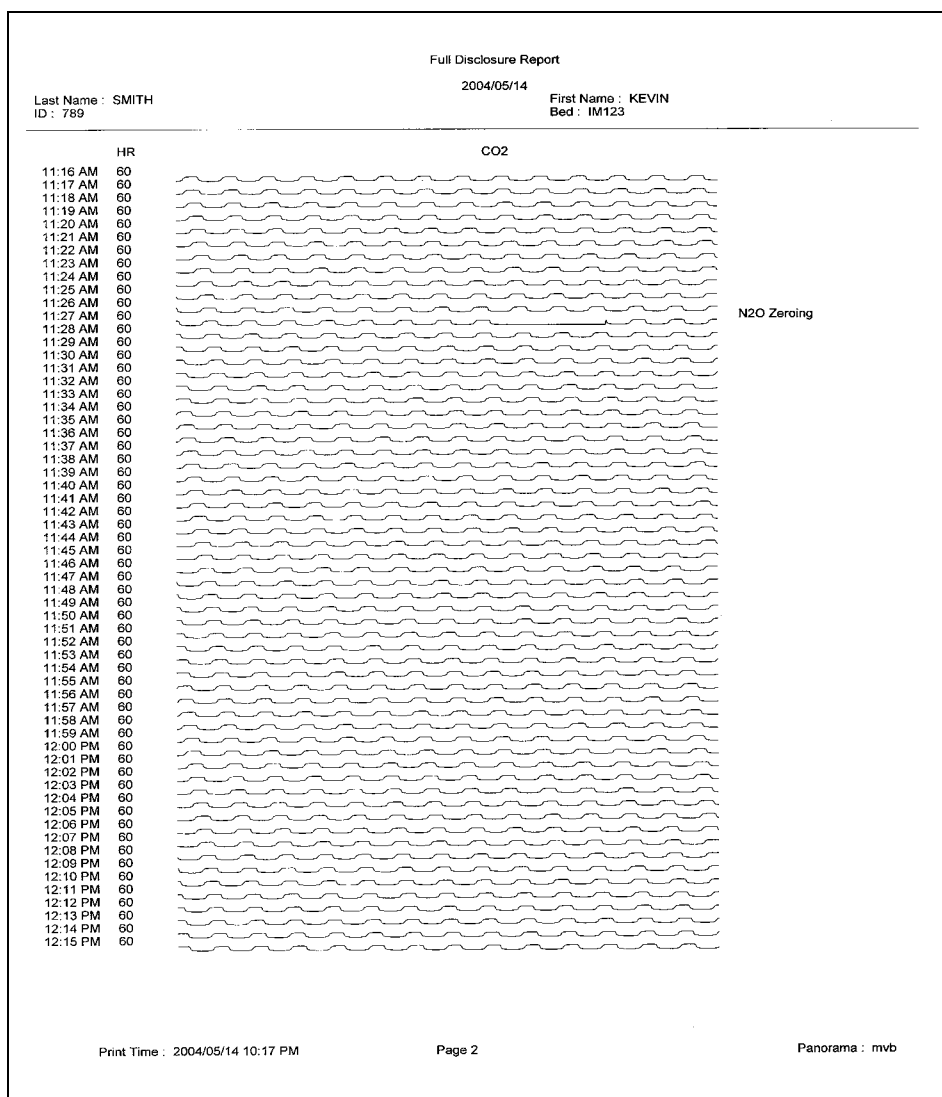 Full Disclosure Report
2004/05/14
Last Name : SMITH First Name : KEVIN
ID : 789 Bed : IM123
HR CO2
11:16 AM 60
11:17 AM 60
11:18 AM 60
11:19 AM 60
11:20 AM 60
11:21 AM 60
11:22 AM 60
11:23 AM 60
11:24 AM 60
11:25 AM 60
11:26 AM 60
11:27 AM 60 N2O Zeroing
11:28 AM 60
11:29 AM 60
11:30 AM 60
11:31 AM 60
11:32 AM 60
11:33 AM 60
11:34 AM 60
11:35 AM 60
11:36 AM 60
11:37 AM 60
11:38 AM 60
11:39 AM 60
11:40 AM 60
11:41 AM 60
11:42 AM 60
11:43 AM 60
11:44 AM 60
11:45 AM 60
11:46 AM 60
11:47 AM 60
11:48 AM 60
11:49 AM 60
11:50 AM 60
11:51 AM 60
11:52 AM 60
11:53 AM 60
11:54 AM 60
11:55 AM 60
11:56 AM 60
11:57 AM 60
11:58 AM 60
11:59 AM 60
12:00 PM 60
12:01 PM 60
12:02 PM 60
12:03 PM 60
12:04 PM 60
12:05 PM 60
12:06 PM 60
12:07 PM 60
12:08 PM 60
12:09 PM 60
12:10 PM 60
12:11 PM 60
12:12 PM 60
12:13 PM 60
12:14 PM 60
12:15 PM 60
Print Time : 2004/05/14 10:17 PM Page 2 Panorama : mvb